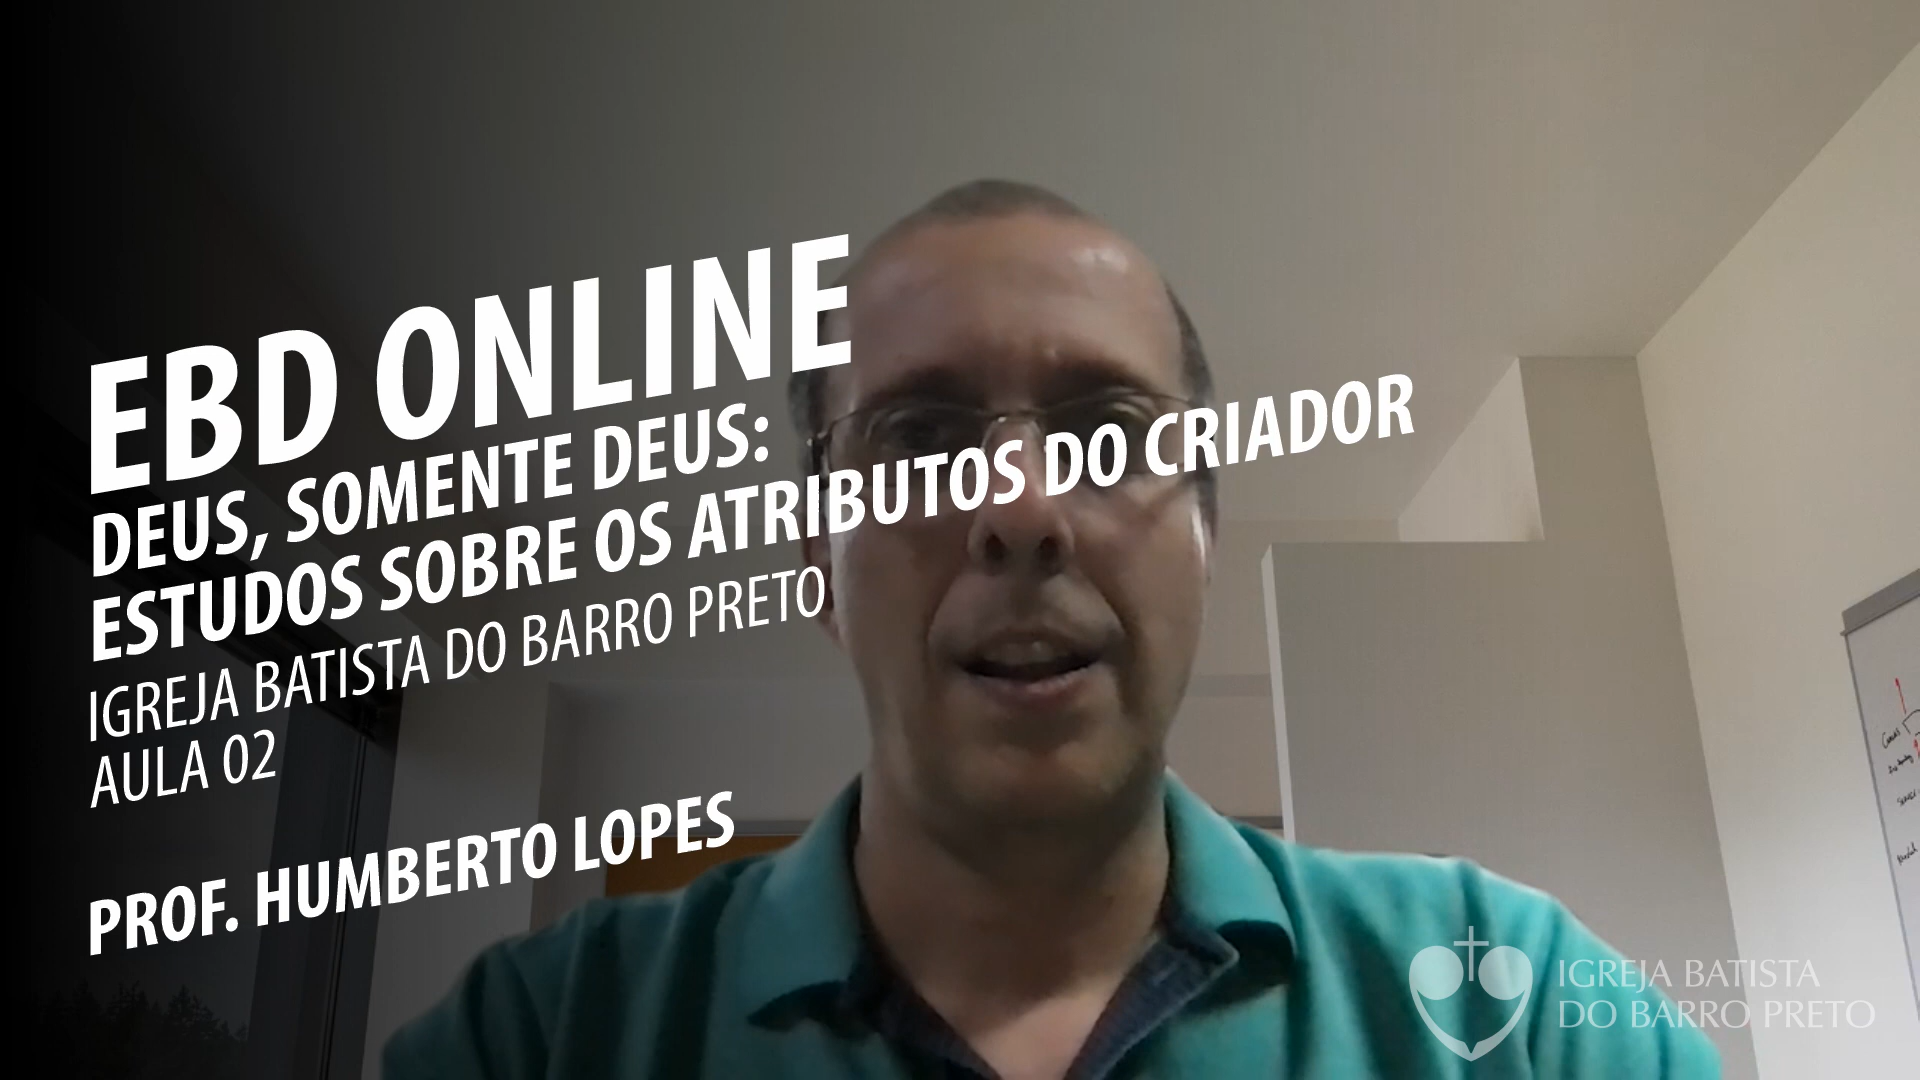 EBD ONLINE
DEUS, SOMENTE DEUS:
ESTUDOS SOBRE OS ATRIBUTOS DO CRIADOR
IGREJA BATISTA DO BARRO PRETO
AULA 02
PROF. HUMBERTO LOPES
IGREJA BATISTA
DO BARRO PRETO